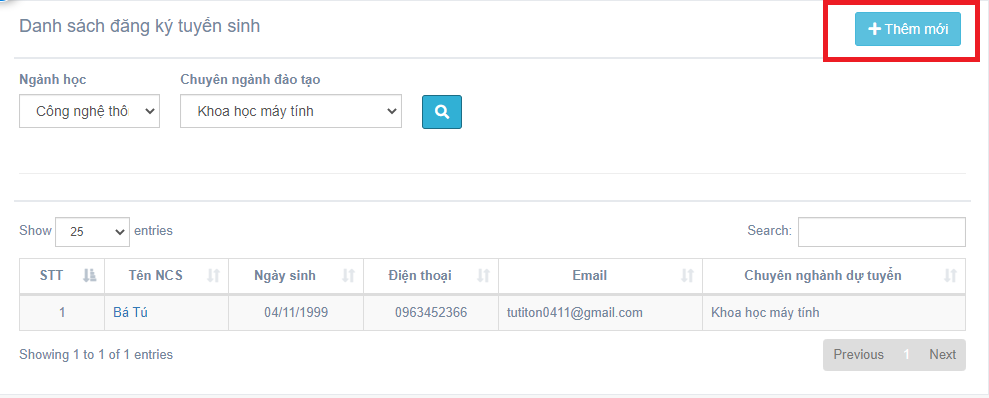 Danh sách đăng ký tuyển sinh
Thêm mới
Ngành học Chuyên ngành đào tạo
Công nghệ thôi Khoa học máy tính
Show 25 entries Search:
STT Tên NCS Ngày sinh Điện thoại Email Chuyên nghành dự tuyển
1 Bá Tú 04/11/1999 0963452366 tutiton0411@gmail.com Khoa học máy tính
Showing 1 to 1 of 1 entries Previous 1 Next